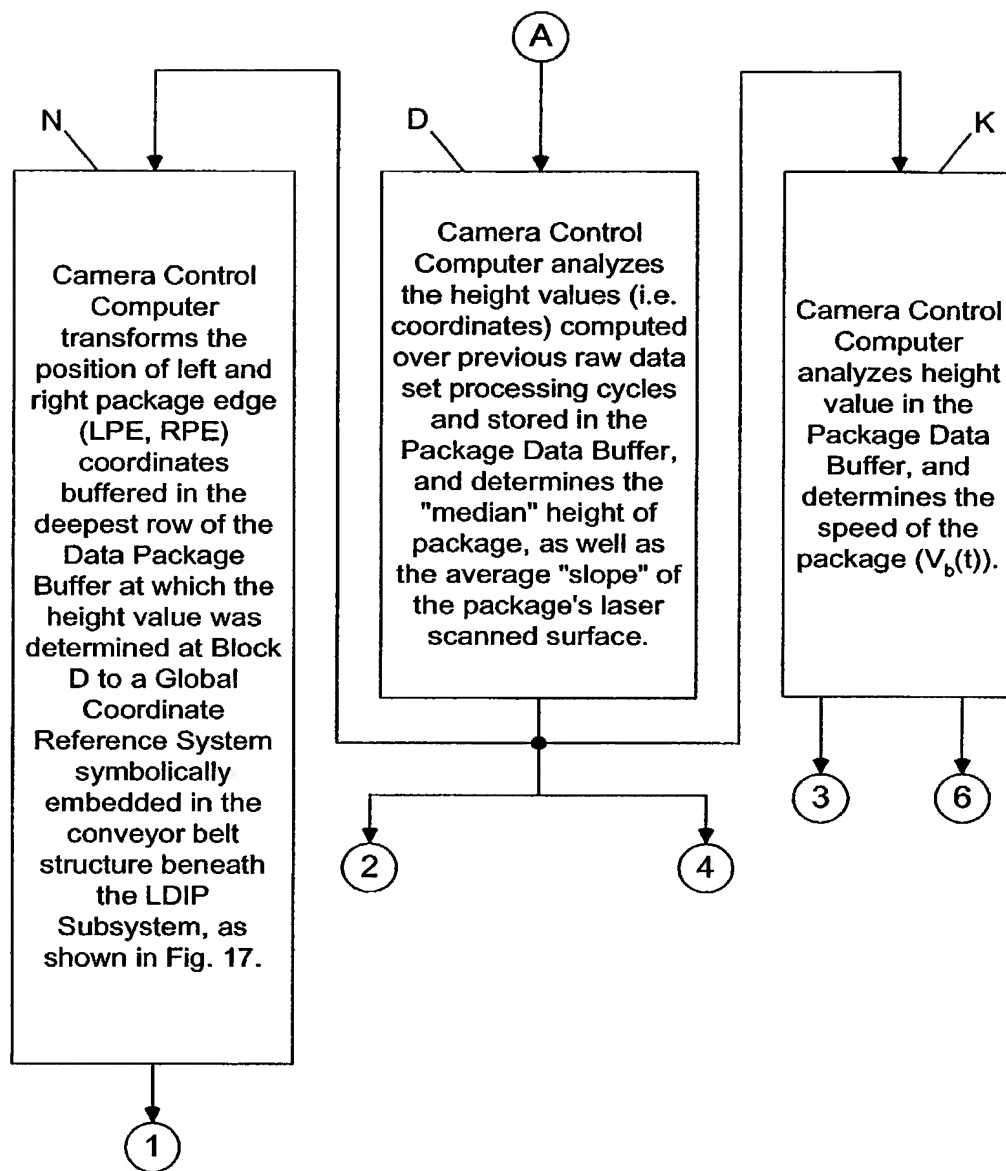 A
N
D
K
Camera Control
Computer
transforms the
position of left and
right package edge
(LPE, RPE)
coordinates
buffered in the
deepest row of the
Data Package
Buffer at which the
height value was
determined at Block
D to a Global
Coordinate
Reference System
symbolically
embedded in the
conveyor belt
structure beneath
the LDIP
Subsystem, as
shown in Fig. 17.
Camera Control
Computer analyzes
the height values (i.e.
coordinates) computed
over previous raw data
set processing cycles
and stored in the
Package Data Buffer,
and determines the
"median" height of
package, as well as
the average "slope" of
the package's laser
scanned surface.
Camera Control
Computer
analyzes height
value in the
Package Data
Buffer, and
determines the
speed of the
package (V_b(t)).
3
6
2
4
1